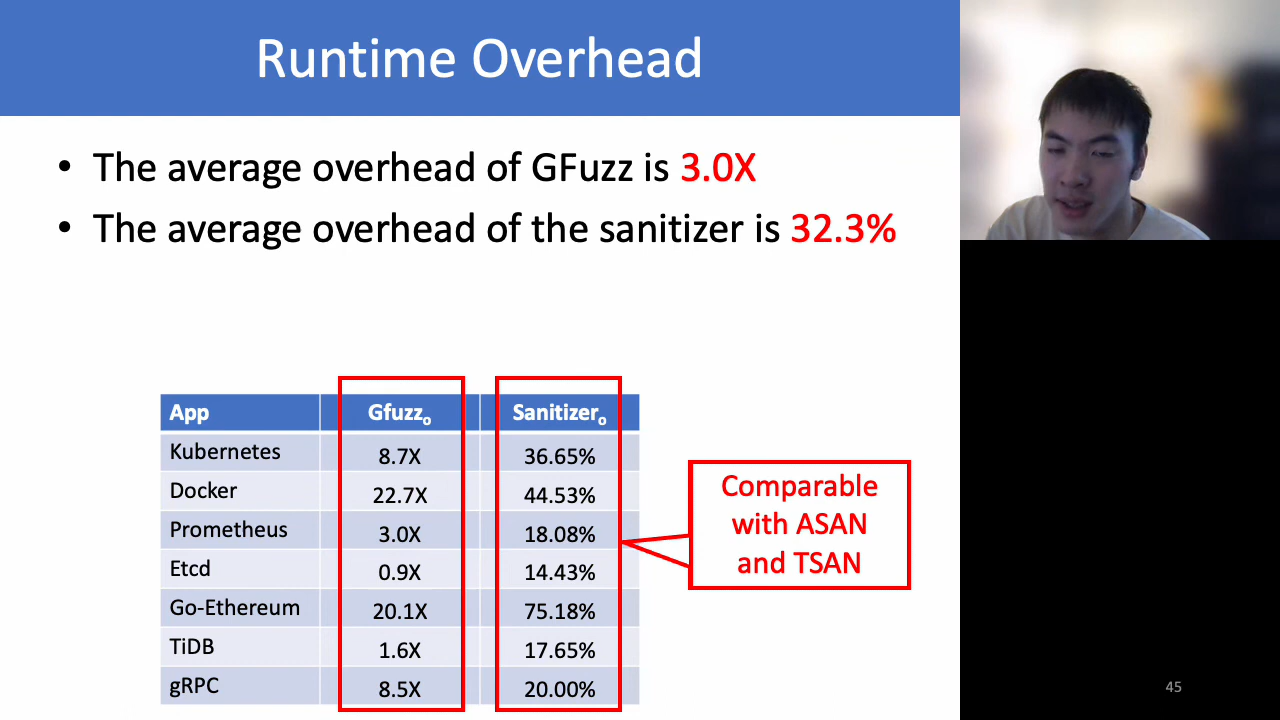 Runtime Overhead
• The average overhead of GFuzz is 3.0X
• The average overhead of the sanitizer is 32.3%
App Gfuzzo Sanitizero
Kubernetes 8.7X 36.65%
Docker 22.7X 44.53%
Prometheus 3.0X 18.08%
Etcd 0.9X 14.43%
Go-Ethereum 20.1X 75.18%
TiDB 1.6X 17.65%
gRPC 8.5X 20.00%
Comparable
with ASAN
and TSAN
45